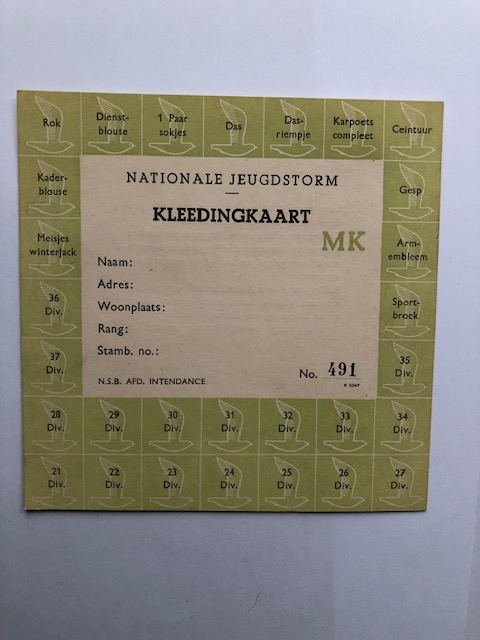 Rok
Dienst-
blouse
1 Paar
sokjes
Das
Das-
riempje
Karpoets
compleet
Ceintuur
Kader-
blouse
Gesp
Meisjes
winterjack
Arm-
embleem
36
Div.
Sport-
broek
37
Div.
35
Div.
NATIONALE JEUGDSTORM
KLEEDINGKAART
MK
Naam:
Adres:
Woonplaats:
Rang:
Stamb. no.:
N.S.B. AFD. INTENDANCE
No. 491
K 3347
28
Div.
29
Div.
30
Div.
31
Div.
32
Div.
33
Div.
34
Div.
21
Div.
22
Div.
23
Div.
24
Div.
25
Div.
26
Div.
27
Div.